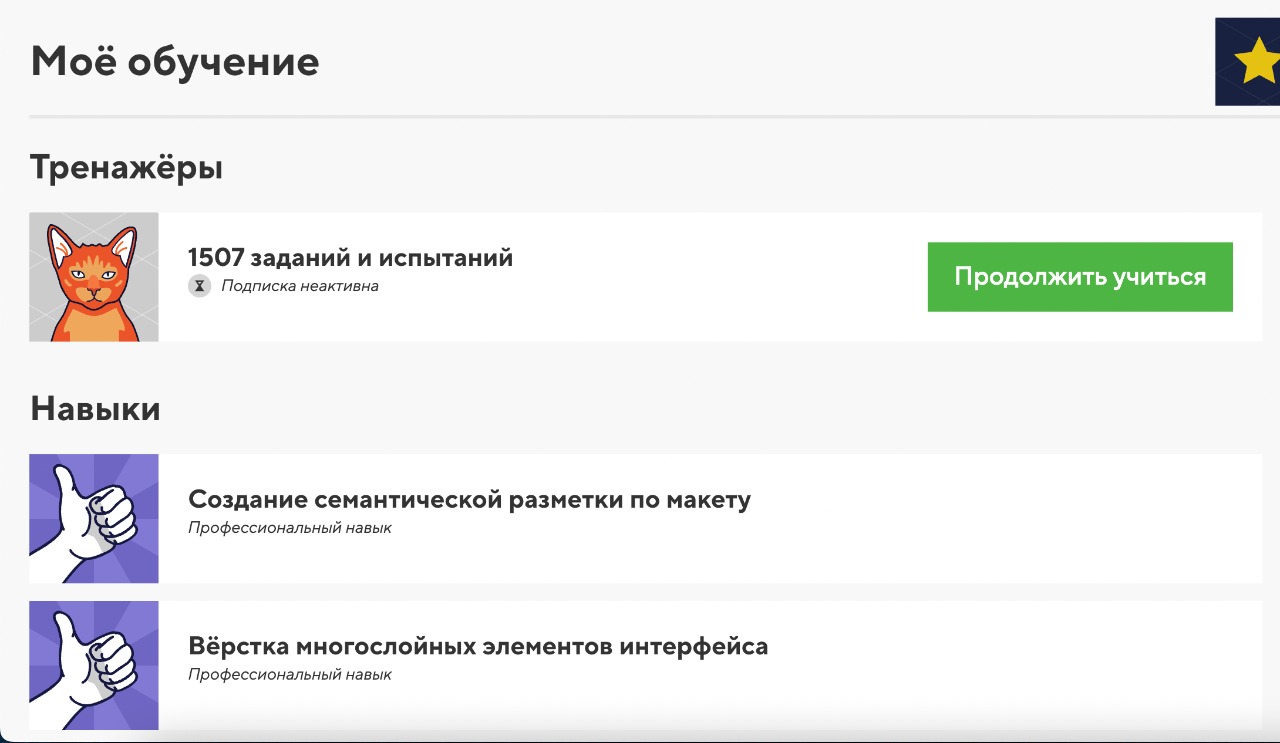 Моё обучение
Тренажёры
1507 заданий и испытаний
Подписка неактивна
Продолжить учиться
Навыки
Создание семантической разметки по макету
Профессиональный навык
Вёрстка многослойных элементов интерфейса
Профессиональный навык